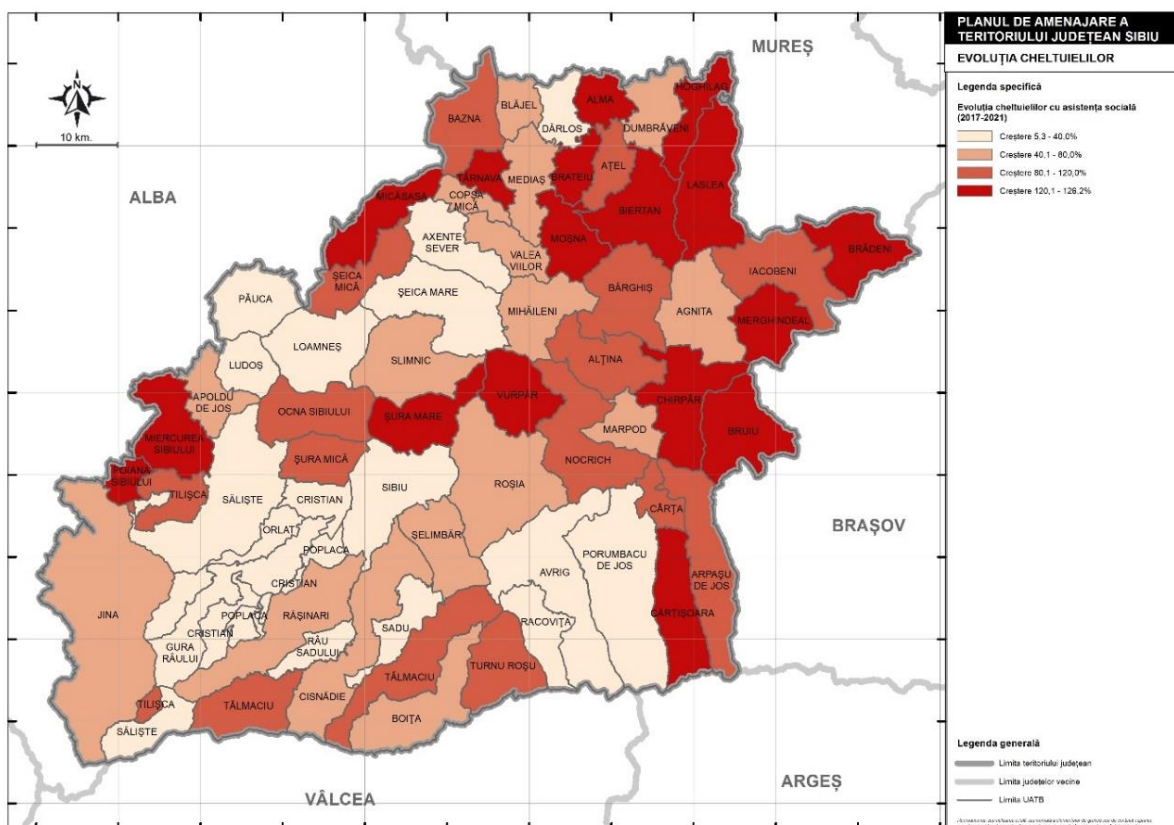 PLANUL DE AMENAJARE A
TERITORIULUI JUDEȚEAN SIBIU
EVOLUȚIA CHELTUIELILOR
Legenda specifică
Evoluția cheltuielilor cu asistența socială
(2017-2021)
Creștere 5,3 - 40,0%
Creștere 40,1 - 80,0%
Creștere 80,1 - 120,0%
Creștere 120,1 - 126,2%
N
10 km.
MUREȘ
ALBA
BRAȘOV
ARGEȘ
VÂLCEA
HOGHILAG
BLĂJEL
ALMA
BAZNA
DÂRLOS
DUMBRĂVENI
AȚEL
TÂRNAVA
MEDIAȘ
BRATEIU
LASLEA
MICĂSASA
COPȘA
MICĂ
BIERTAN
AXENTE
SEVER
MOȘNA
BRĂDENI
VALEA
VIILOR
IACOBENI
ȘEICA
MICĂ
BÂRGHIȘ
PĂUCA
ȘEICA MARE
MIHĂILENI
AGNITA
MERGHINDEAL
LOAMNEȘ
LUDOȘ
SLIMNIC
ALȚINA
APOLDU
DE JOS
VURPĂR
CHIRPĂR
OCNA SIBIULUI
ȘURA MARE
MARPOD
BRUIU
MIERCUREA
SIBIULUI
ȘURA MICĂ
NOCRICH
POIANA
SIBIULUI
TILIȘCA
SĂLIȘTE
CRISTIAN
SIBIU
ROȘIA
CÂRȚA
ORLAT
POPLACA
ȘELIMBĂR
PORUMBACU
DE JOS
AVRIG
ARPAȘU
DE JOS
CRISTIAN
CÂRȚIȘOARA
JINA
POPLACA
RĂȘINARI
RACOVIȚA
CRISTIAN
SADU
GURA
RÂULUI
RÂU
SADULUI
TURNU ROȘU
TĂLMACIU
CISNĂDIE
TILIȘCA
TĂLMACIU
BOIȚA
SĂLIȘTE
Legenda generală
Limita teritoriului județean
Limita județelor vecine
Limita UATB